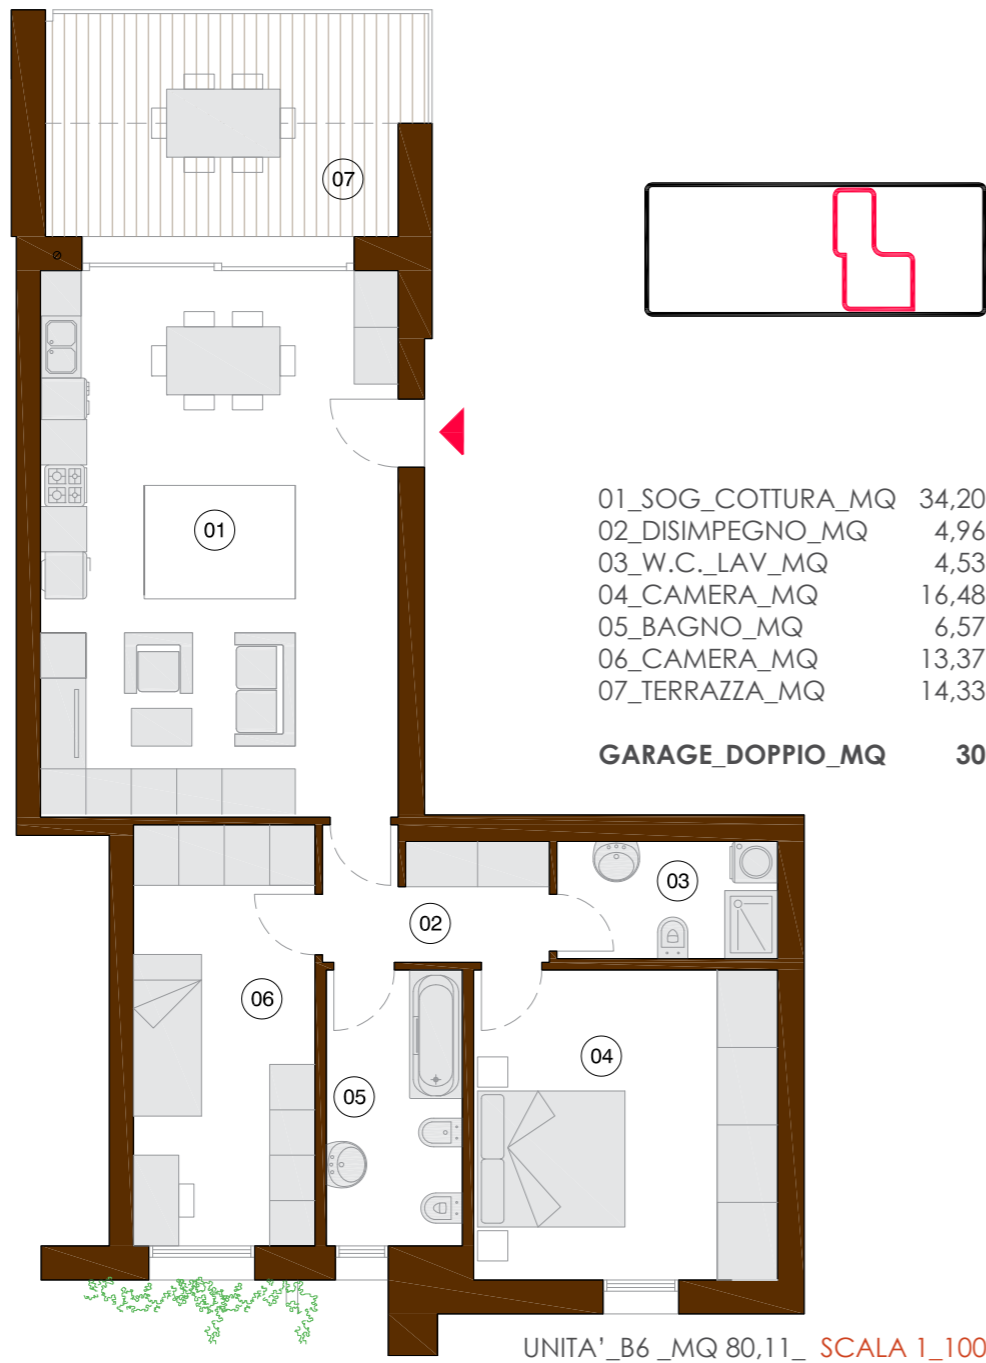 07
01
01_SOG_COTTURA_MQ 34,20
02_DISIMPEGNO_MQ 4,96
03_W.C._LAV_MQ 4,53
04_CAMERA_MQ 16,48
05_BAGNO_MQ 6,57
06_CAMERA_MQ 13,37
07_TERRAZZA_MQ 14,33
GARAGE_DOPPIO_MQ 30
03
02
06
04
05
UNITA'_B6 _MQ 80,11_ SCALA 1_100